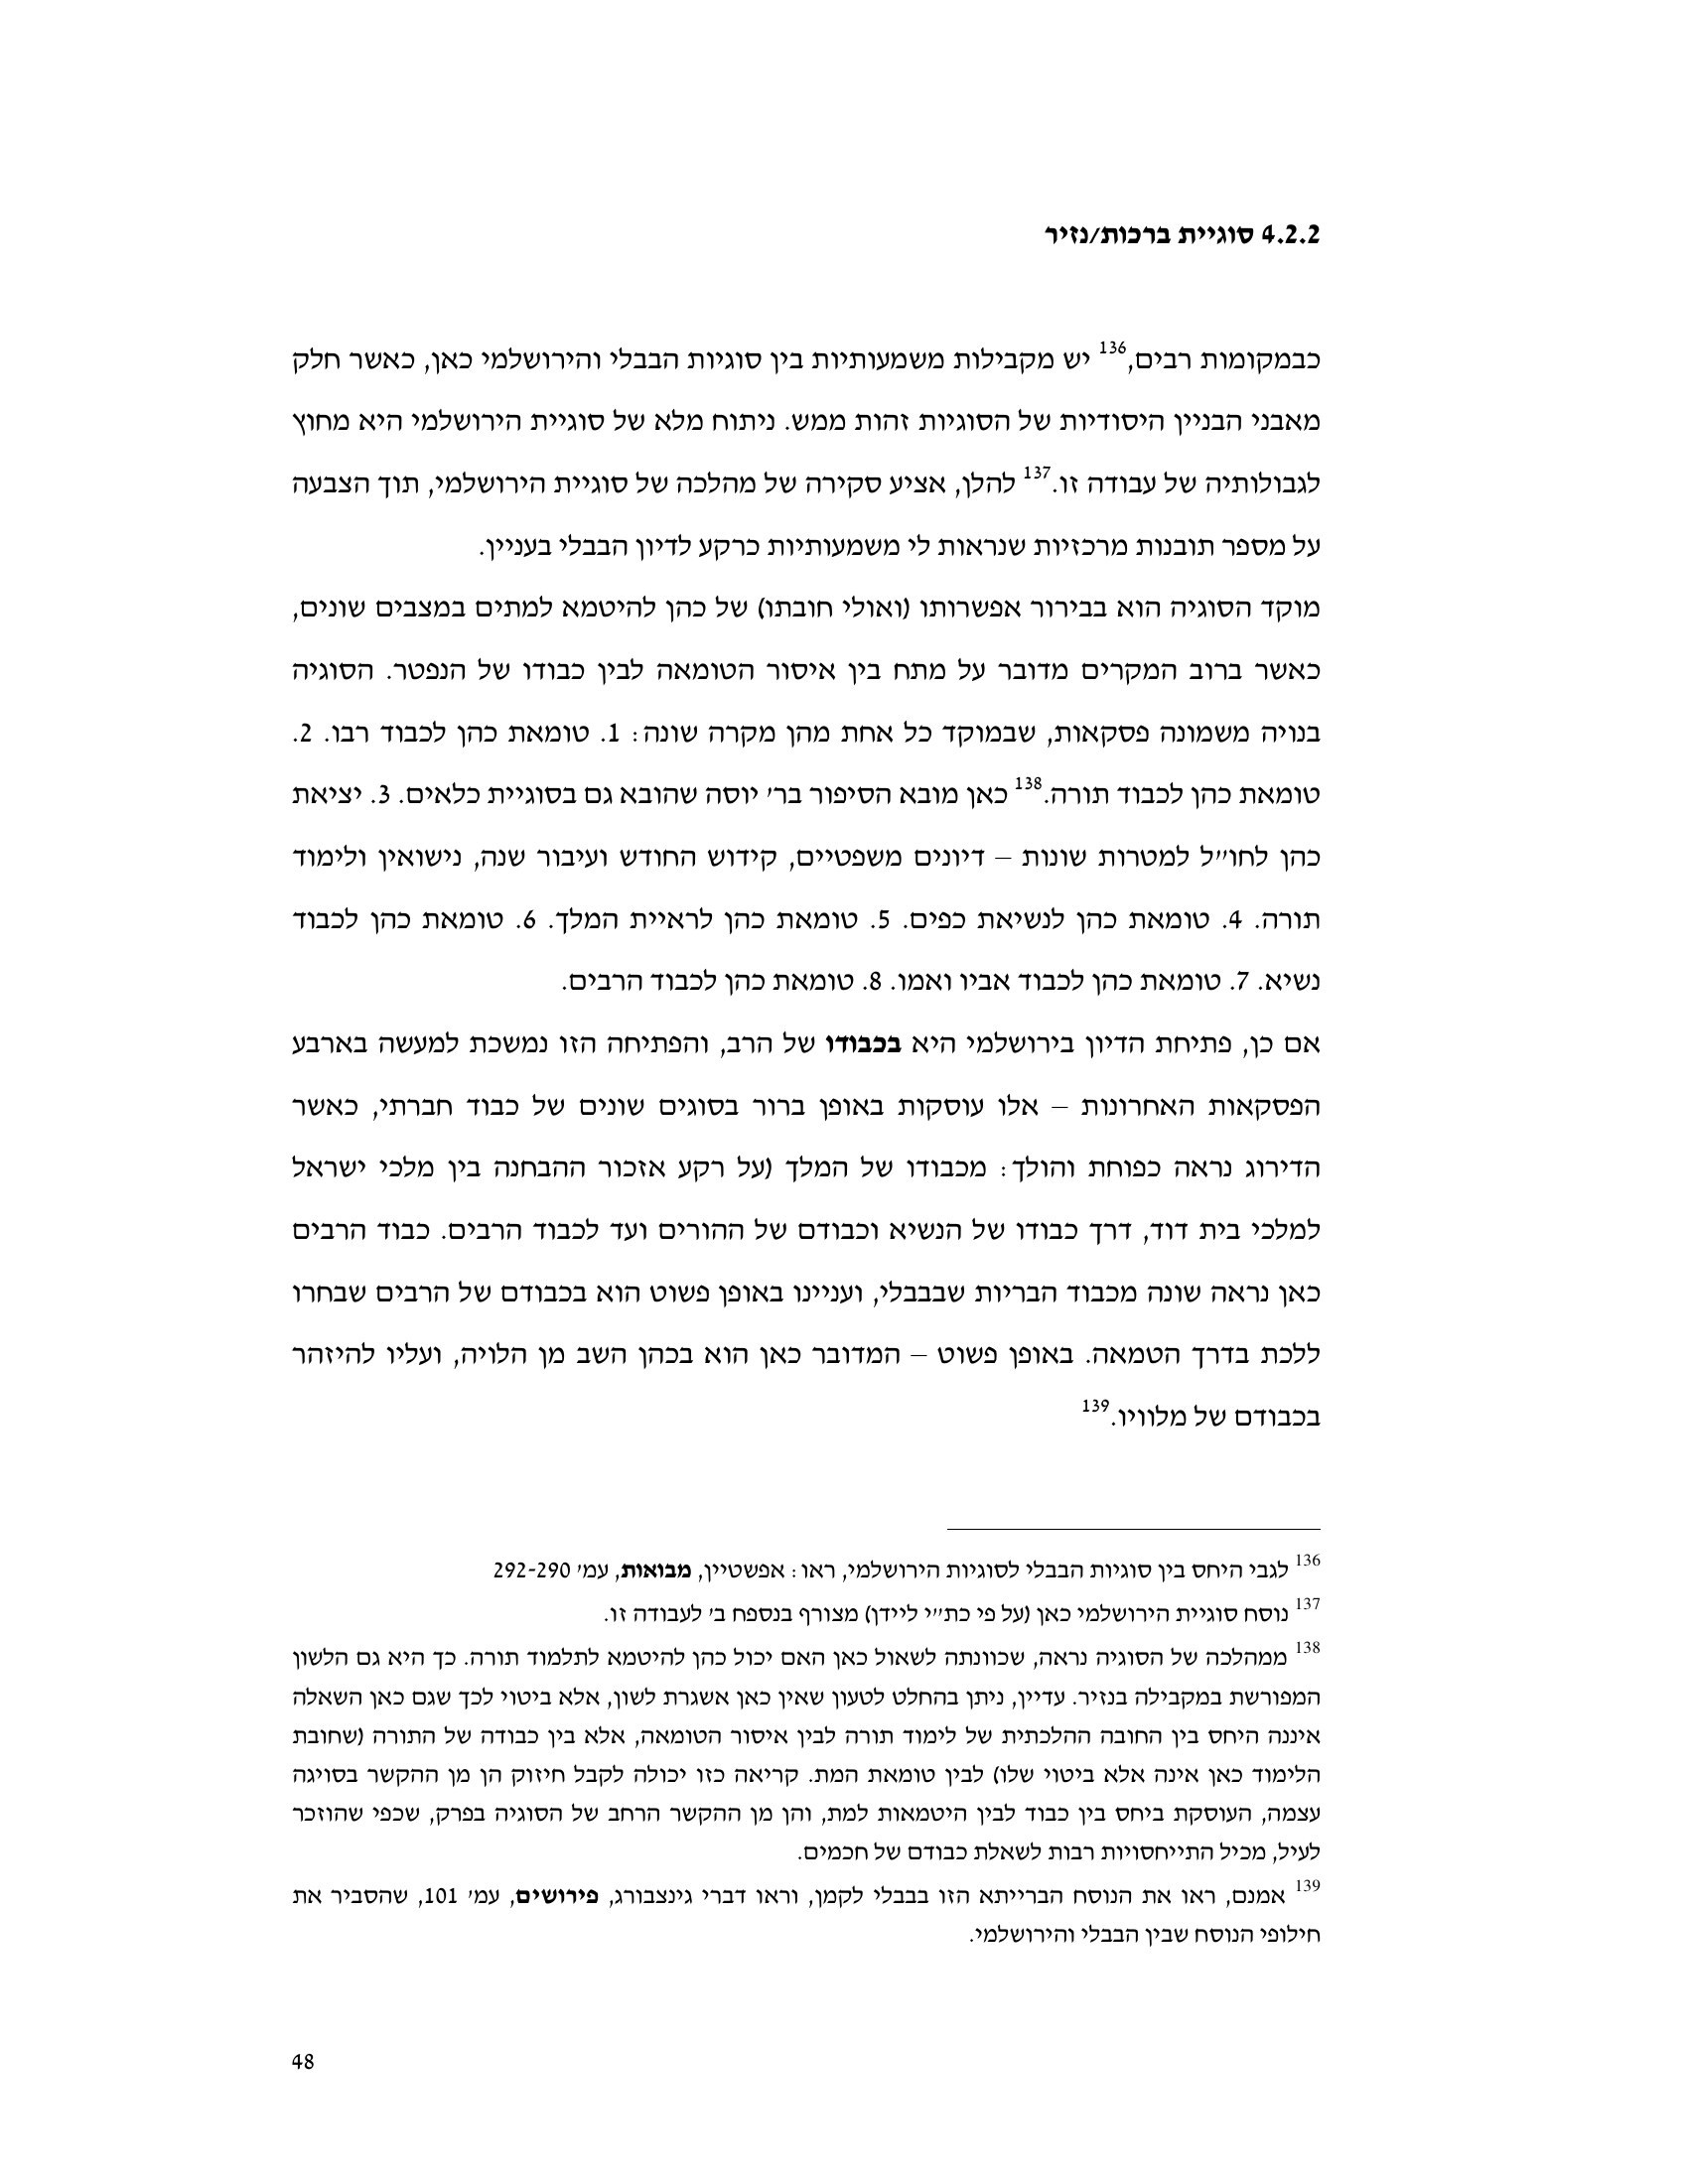 4.2.2 סוגיית ברכות/נזיר
כבמקומות רבים,136 יש מקבילות משמעותיות בין סוגיות הבבלי והירושלמי כאן, כאשר חלק
מאבני הבניין היסודיות של הסוגיות זהות ממש. ניתוח מלא של סוגיית הירושלמי היא מחוץ
לגבולותיה של עבודה זו.137 להלן, אציע סקירה של מהלכה של סוגיית הירושלמי, תוך הצבעה
על מספר תובנות מרכזיות שנראות לי משמעותיות כרקע לדיון הבבלי בעניין.
מוקד הסוגיה הוא בבירור אפשרותו (ואולי חובתו) של כהן להיטמא למתים במצבים שונים,
כאשר ברוב המקרים מדובר על מתח בין איסור הטומאה לבין כבודו של הנפטר. הסוגיה
בנויה משמונה פסקאות, שבמוקד כל אחת מהן מקרה שונה: 1. טומאת כהן לכבוד רבו. 2.
טומאת כהן לכבוד תורה.138 כאן מובא הסיפור בר' יוסה שהובא גם בסוגיית כלאים. 3. יציאת
כהן לחו"ל למטרות שונות – דיונים משפטיים, קידוש החודש ועיבור שנה, נישואין ולימוד
תורה. 4. טומאת כהן לנשיאת כפים. 5. טומאת כהן לראיית המלך. 6. טומאת כהן לכבוד
נשיא. 7. טומאת כהן לכבוד אביו ואמו. 8. טומאת כהן לכבוד הרבים.
אם כן, פתיחת הדיון בירושלמי היא בכבודו של הרב, והפתיחה הזו נמשכת למעשה בארבע
הפסקאות האחרונות – אלו עוסקות באופן ברור בסוגים שונים של כבוד חברתי, כאשר
הדירוג נראה כפוחת והולך: מכבודו של המלך (על רקע אזכור ההבחנה בין מלכי ישראל
למלכי בית דוד, דרך כבודו של הנשיא וכבודם של ההורים ועד לכבוד הרבים. כבוד הרבים
כאן נראה שונה מכבוד הבריות שבבבלי, ועניינו באופן פשוט הוא בכבודם של הרבים שבחרו
ללכת בדרך הטמאה. באופן פשוט – המדובר כאן הוא בכהן השב מן הלויה, ועליו להיזהר
בכבודם של מלוויו.139
136 לגבי היחס בין סוגיות הבבלי לסוגיות הירושלמי, ראו: אפשטיין, מבואות, עמ' 292-290
137 נוסח סוגיית הירושלמי כאן (על פי כת"י ליידן) מצורף בנספח ב' לעבודה זו.
138 ממהלכה של הסוגיה נראה, שכוונתה לשאול כאן האם יכול כהן להיטמא לתלמוד תורה. כך היא גם הלשון
המפורשת במקבילה בנזיר. עדיין, ניתן בהחלט לטעון שאין כאן אשגרת לשון, אלא ביטוי לכך שגם כאן השאלה
איננה היחס בין החובה ההלכתית של לימוד תורה לבין איסור הטומאה, אלא בין כבודה של התורה (שחובת
הלימוד כאן אינה אלא ביטוי שלו) לבין טומאת המת. קריאה כזו יכולה לקבל חיזוק הן מן ההקשר בסויגה
עצמה, העוסקת ביחס בין כבוד לבין היטמאות למת, והן מן ההקשר הרחב של הסוגיה בפרק, שכפי שהוזכר
לעיל, מכיל התייחסויות רבות לשאלת כבודם של חכמים.
139 אמנם, ראו את הנוסח הברייתא הזו בבבלי לקמן, וראו דברי גינצבורג, פירושים, עמ' 101, שהסביר את
חילופי הנוסח שבין הבבלי והירושלמי.
48